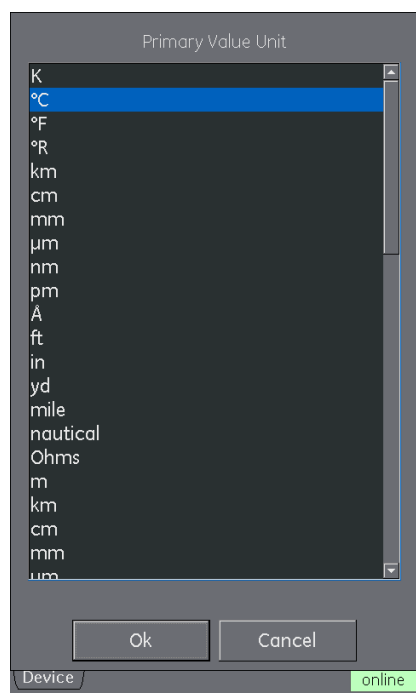 Primary Value Unit
K
°C
°F
°R
km
cm
mm
µm
nm
pm
Å
ft
in
yd
mile
nautical
Ohms
m
km
cm
mm
um
Ok
Cancel
Device
online